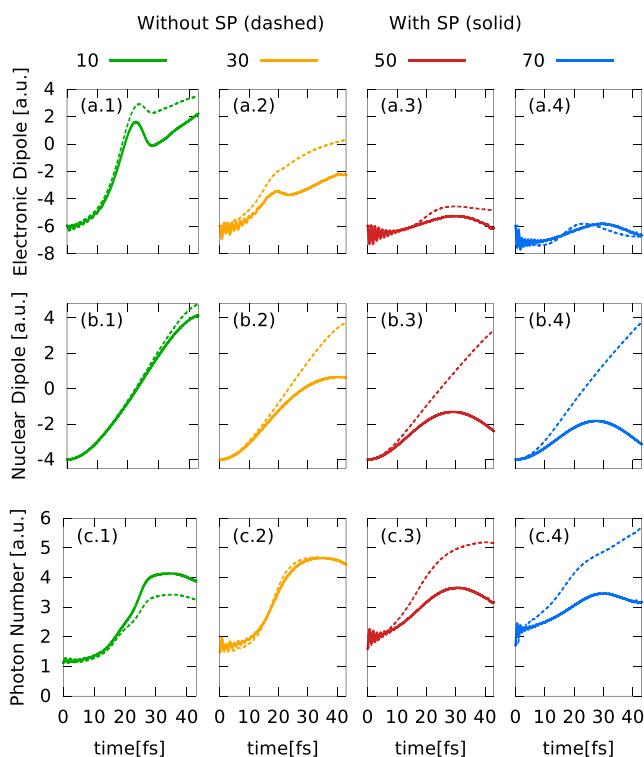 Without SP (dashed) With SP (solid)
10 30 50 70
Electronic Dipole [a.u.]
4
2
0
-2
-4
-6
-8
(a.1) (a.2) (a.3) (a.4)
0 10 20 30 40 0 10 20 30 40 0 10 20 30 40 0 10 20 30 40
Nuclear Dipole [a.u.]
4
2
0
-2
-4
(b.1) (b.2) (b.3) (b.4)
Photon Number [a.u.]
6
5
4
3
2
1
0
(c.1) (c.2) (c.3) (c.4)
time[fs] time[fs] time[fs] time[fs]